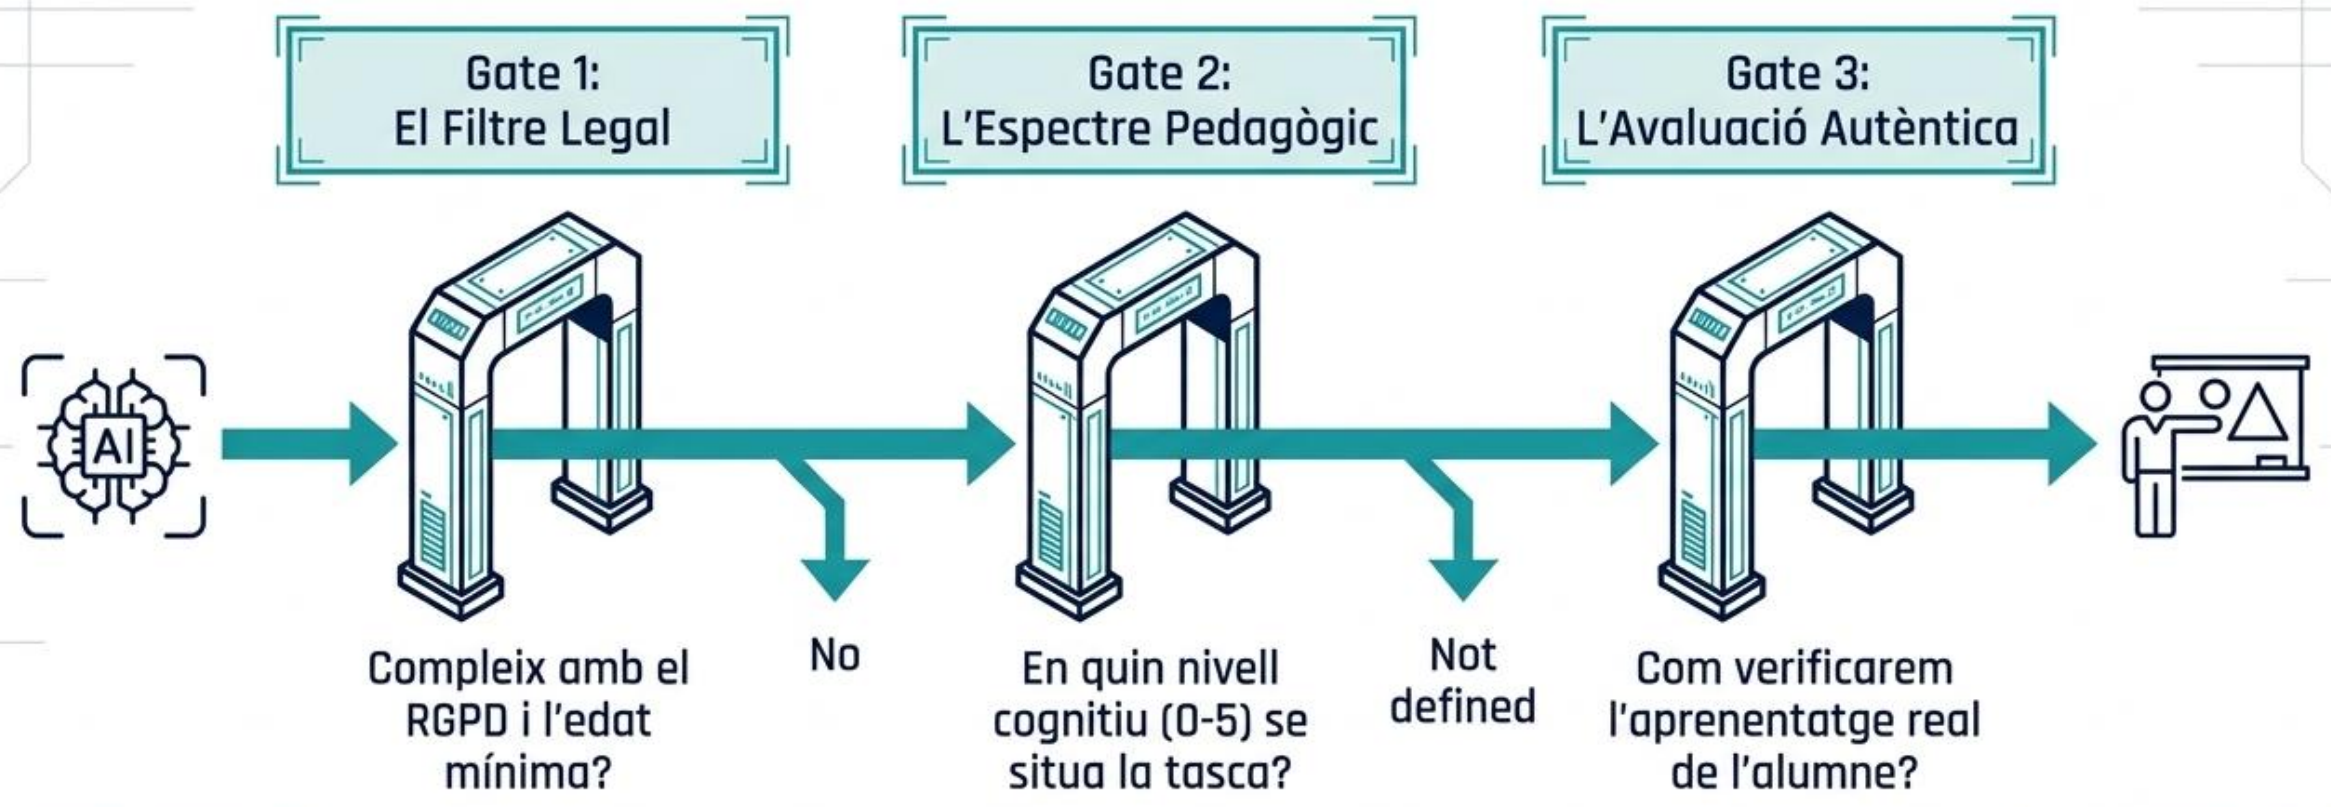 Gate 1:
El Filtre Legal
Gate 2:
L'Espectre Pedagògic
Gate 3:
L'Avaluació Autèntica
AI
Compleix amb el
RGPD i l'edat
mínima?
No
En quin nivell
cognitiu (0-5) se
situa la tasca?
Not
defined
Com verificarem
l'aprenentatge real
de l'alumne?